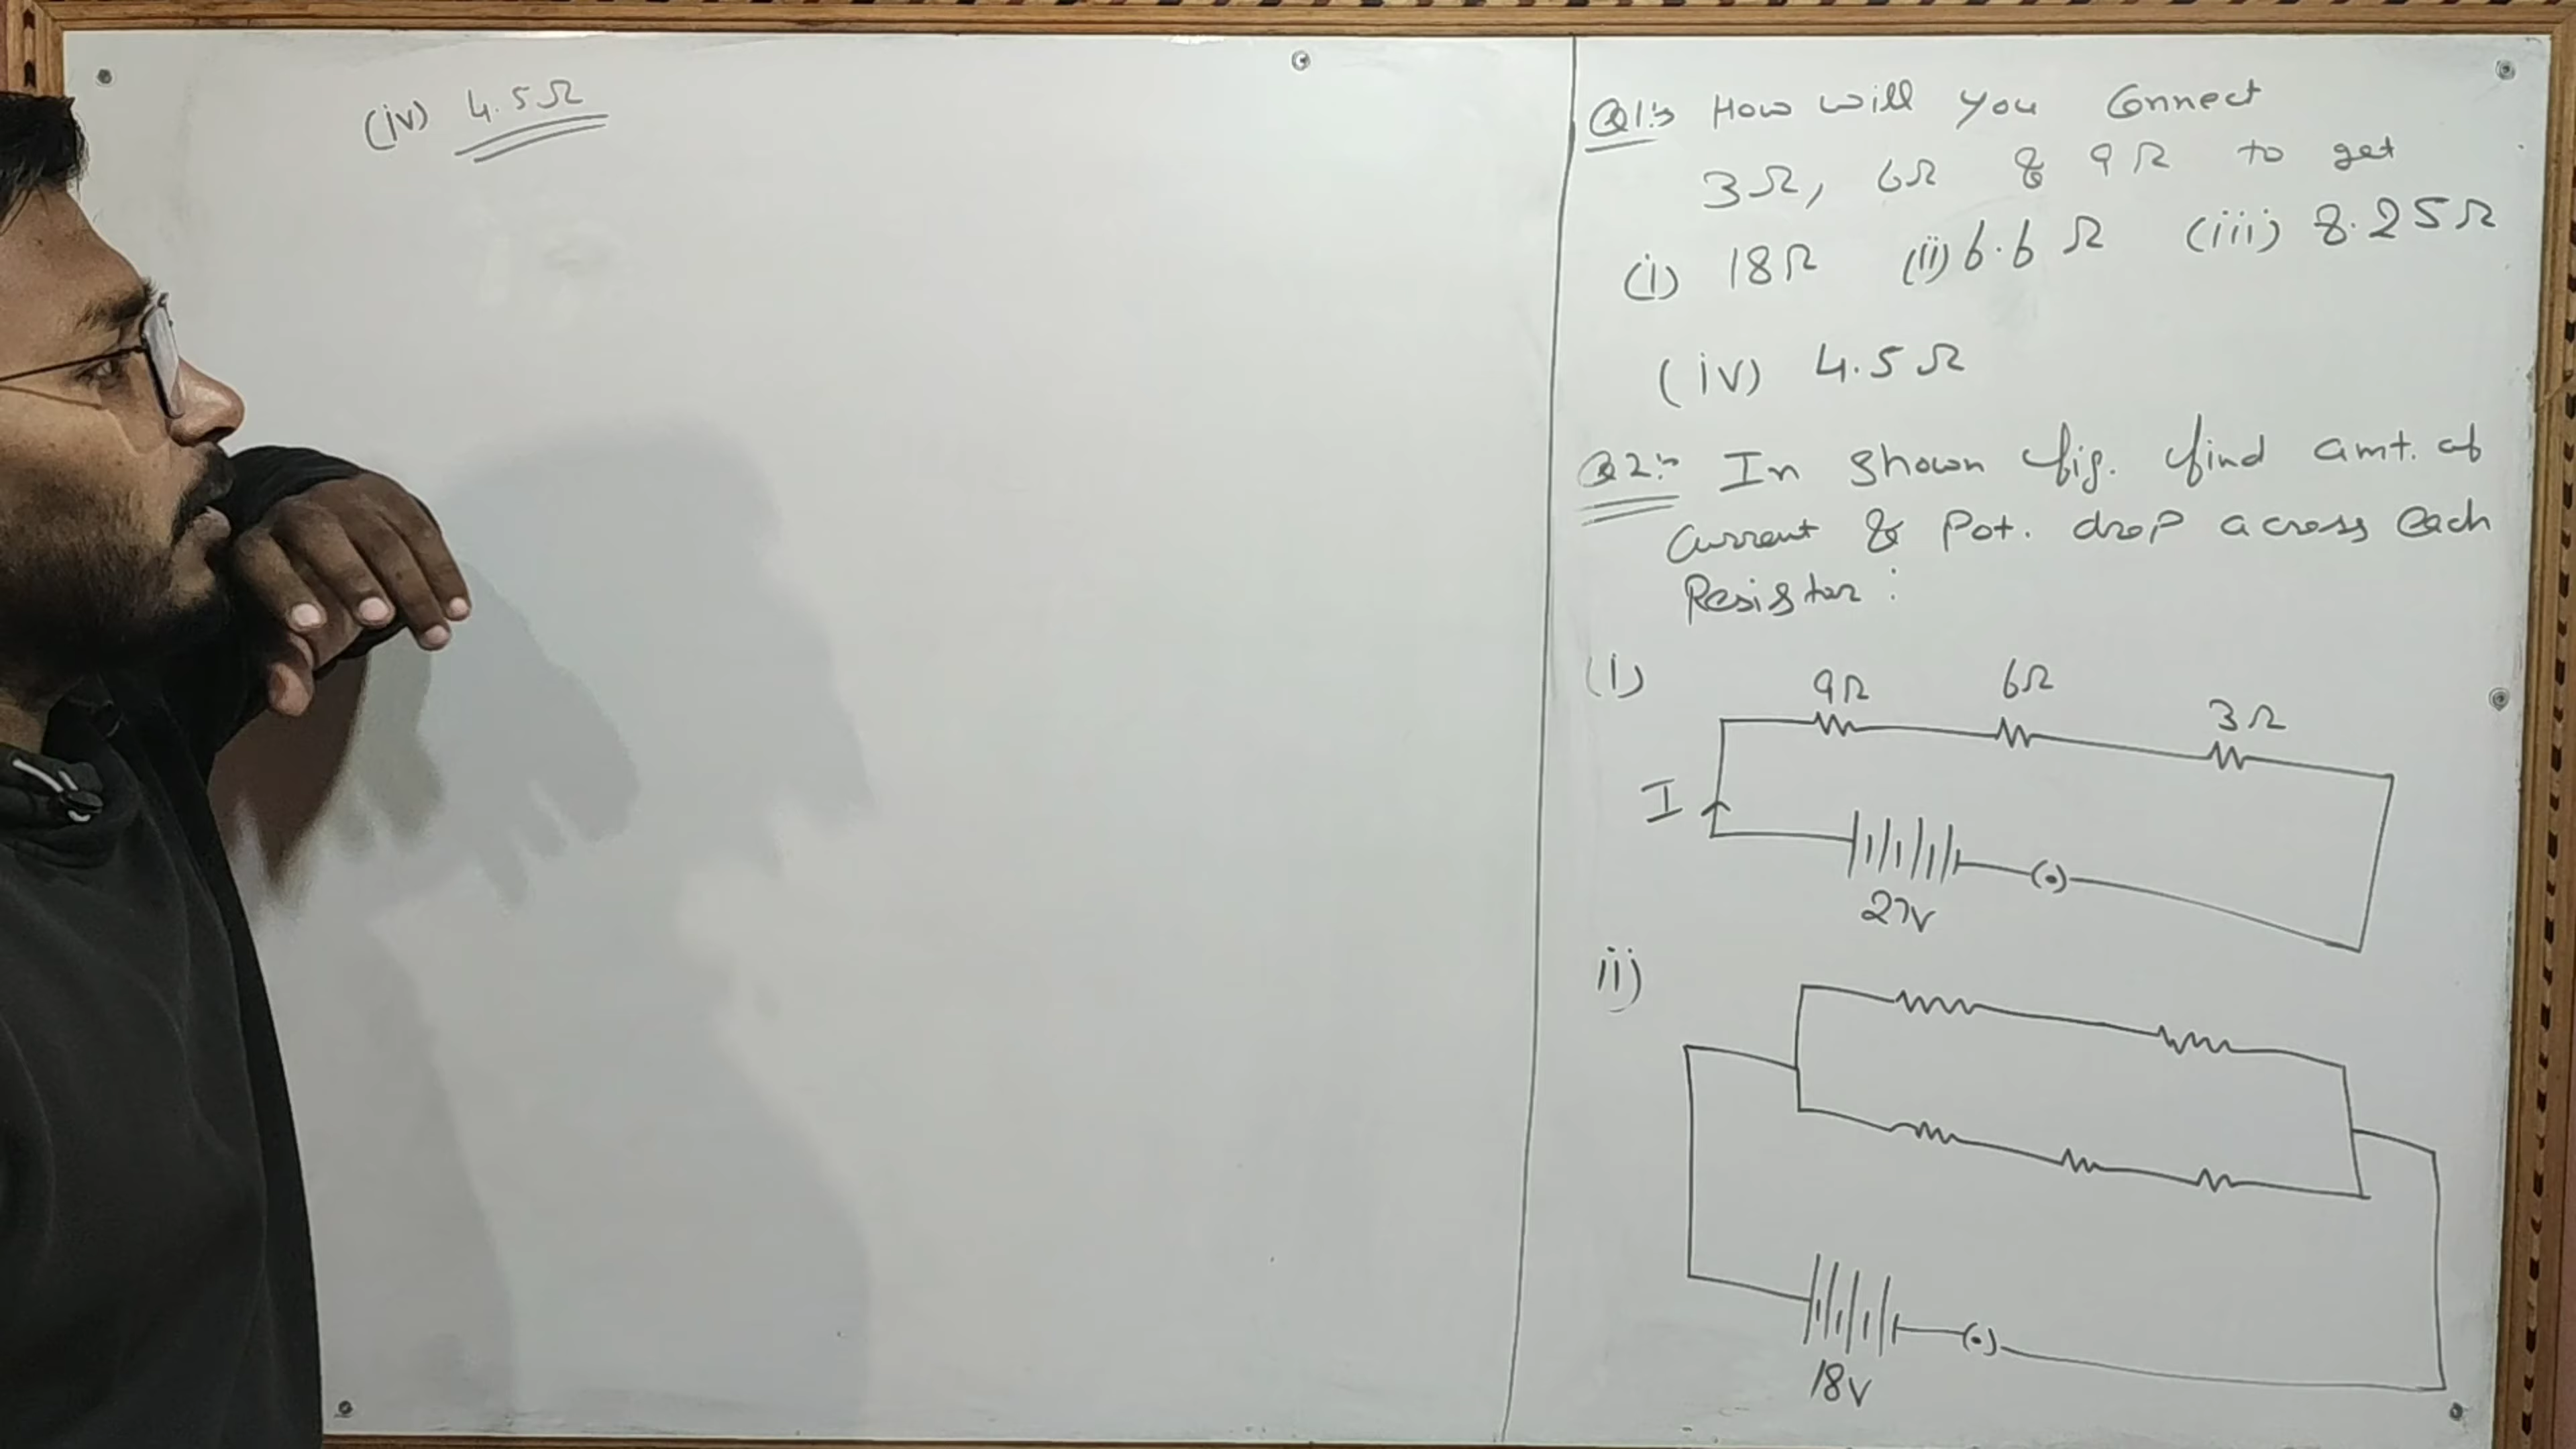 (iv) 4.5Ω
Q1:→ How will you Connect
3Ω, 6Ω & 9Ω to get
(i) 18Ω (ii) 6.6Ω (iii) 8.25Ω
(iv) 4.5Ω
Q2:→ In shown fig. find amt. of
Current & Pot. drop across Each
Resistor :
(i)
9Ω 6Ω 3Ω
I
27V
ii)
18V